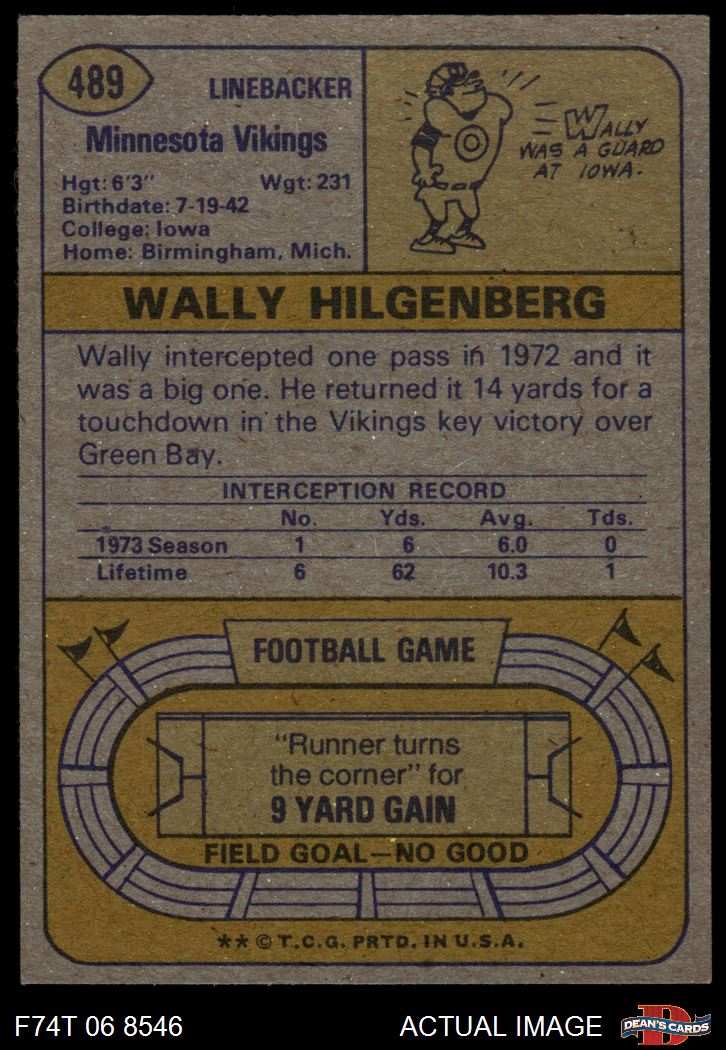 489
LINEBACKER
Minnesota Vikings
Hgt: 6'3" Wgt: 231
Birthdate: 7-19-42
College: Iowa
Home: Birmingham, Mich.
WALLY
WAS A GUARD
AT IOWA.
WALLY HILGENBERG
Wally intercepted one pass in 1972 and it
was a big one. He returned it 14 yards for a
touchdown in the Vikings key victory over
Green Bay.
INTERCEPTION RECORD
No. Yds. Avg. Tds.
1973 Season 1 6 6.0 0
Lifetime 6 62 10.3 1
FOOTBALL GAME
"Runner turns
the corner" for
9 YARD GAIN
FIELD GOAL—NO GOOD
** © T.C.G. PRTD. IN U.S.A.
F74T 06 8546 ACTUAL IMAGE
D
DEAN'S CARDS